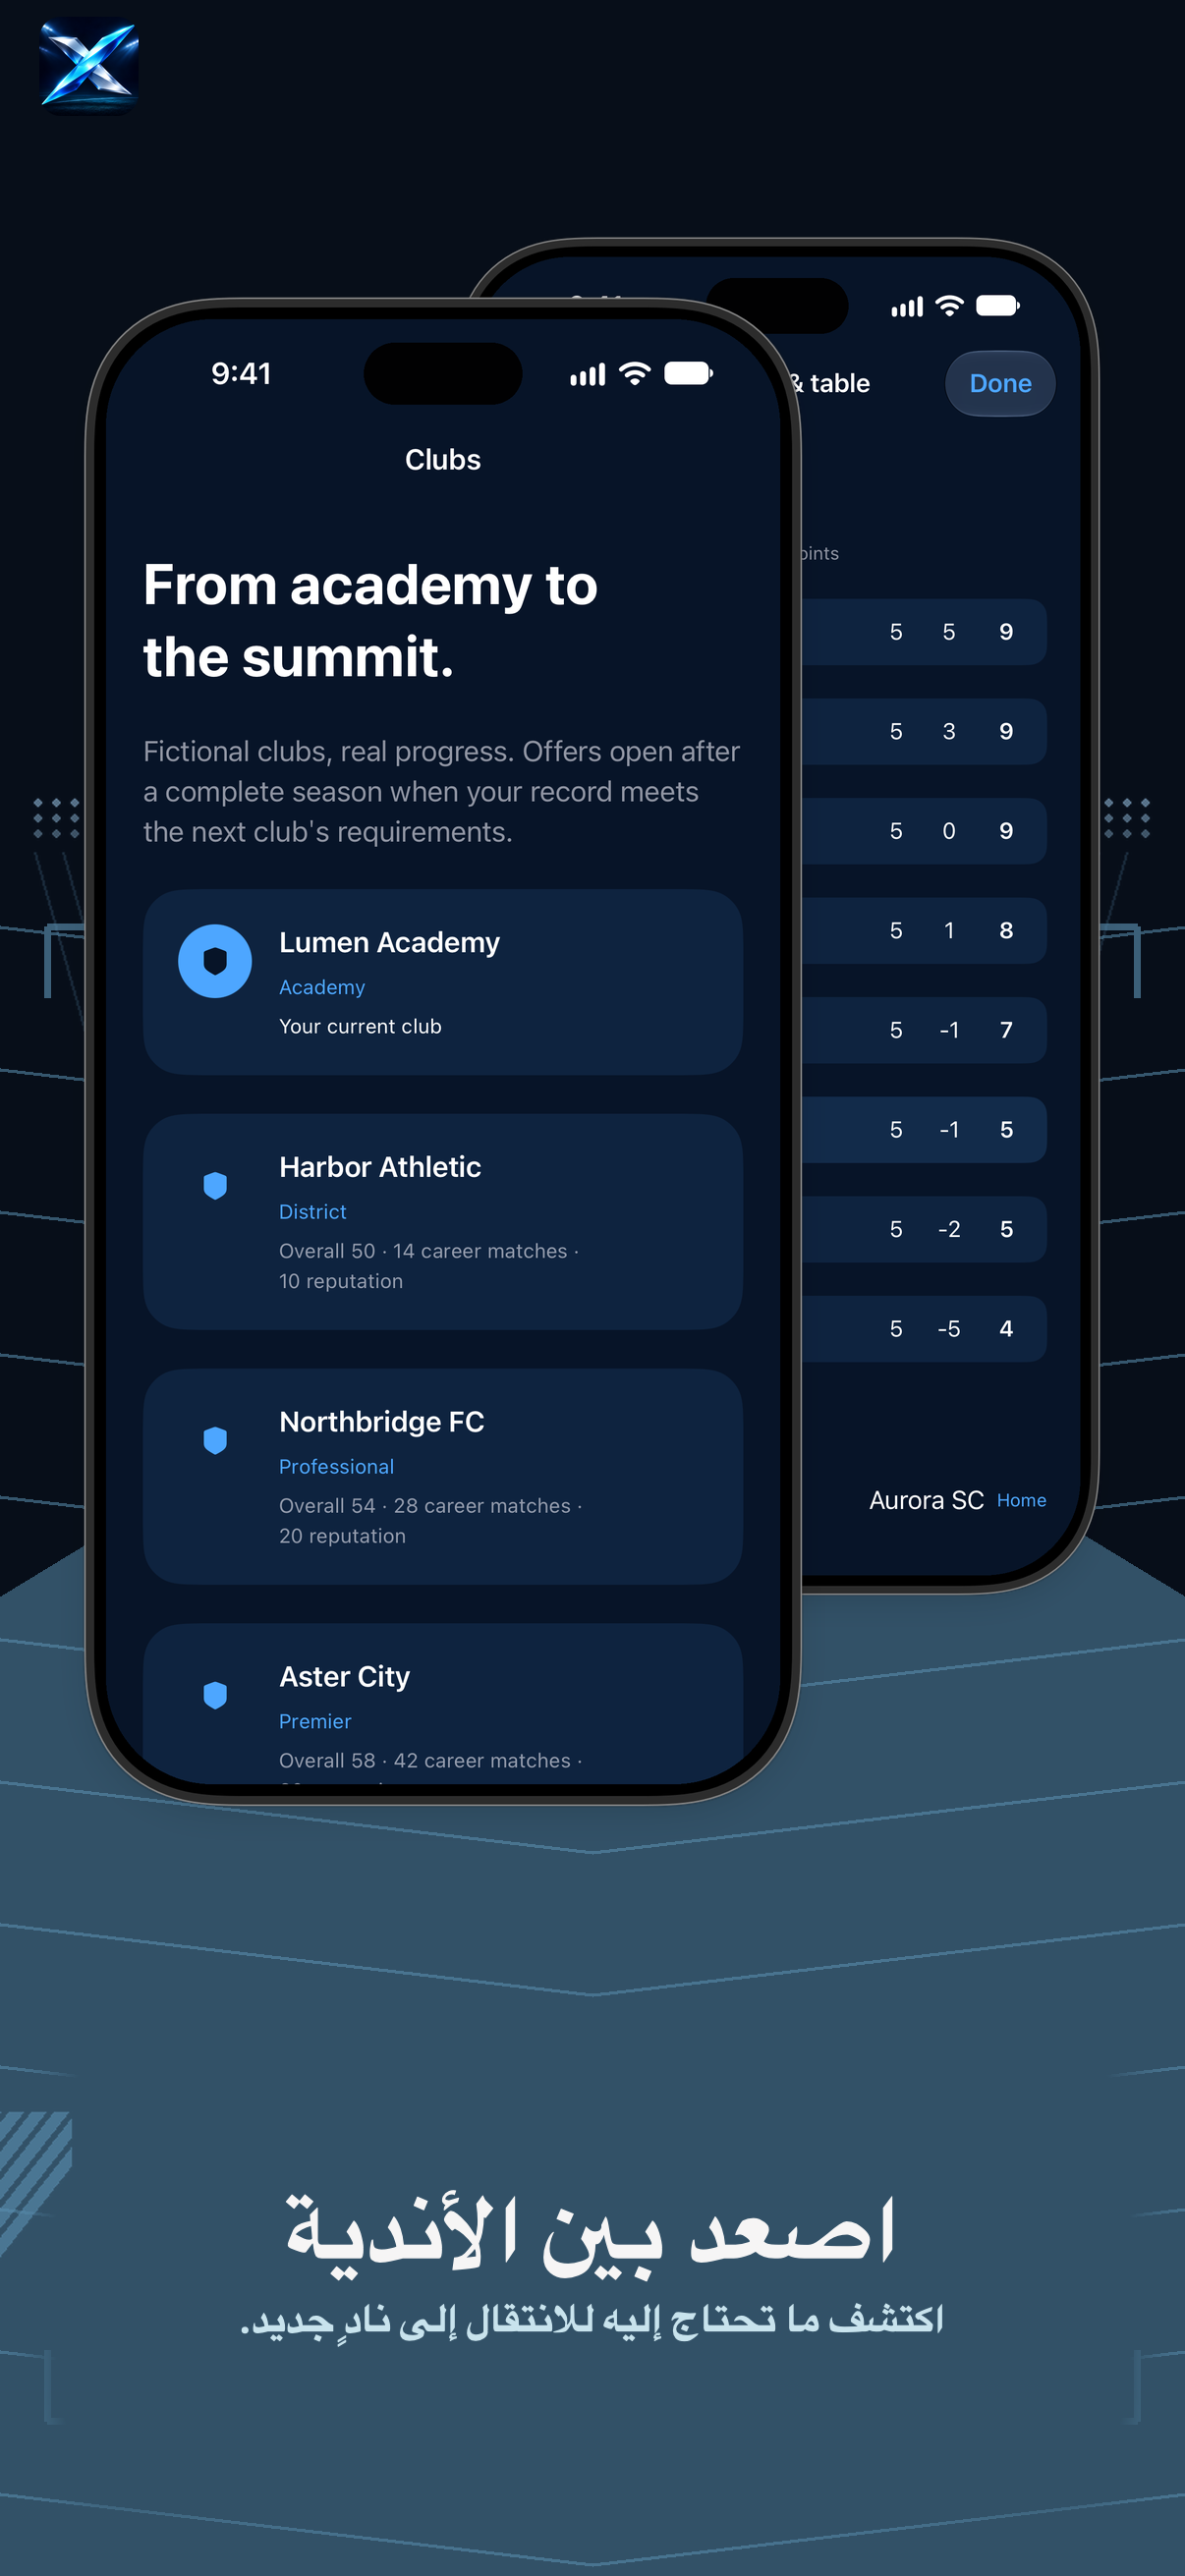 9:41
Clubs
From academy to
the summit.
Fictional clubs, real progress. Offers open after
a complete season when your record meets
the next club's requirements.
Lumen Academy
Academy
Your current club
Harbor Athletic
District
Overall 50 · 14 career matches ·
10 reputation
Northbridge FC
Professional
Overall 54 · 28 career matches ·
20 reputation
Aster City
Premier
Overall 58 · 42 career matches ·
& table
Done
5 5 9
5 3 9
5 0 9
5 1 8
5 -1 7
5 -1 5
5 -2 5
5 -5 4
Aurora SC Home
اصعد بين الأندية
اكتشف ما تحتاج إليه للانتقال إلى نادٍ جديد.